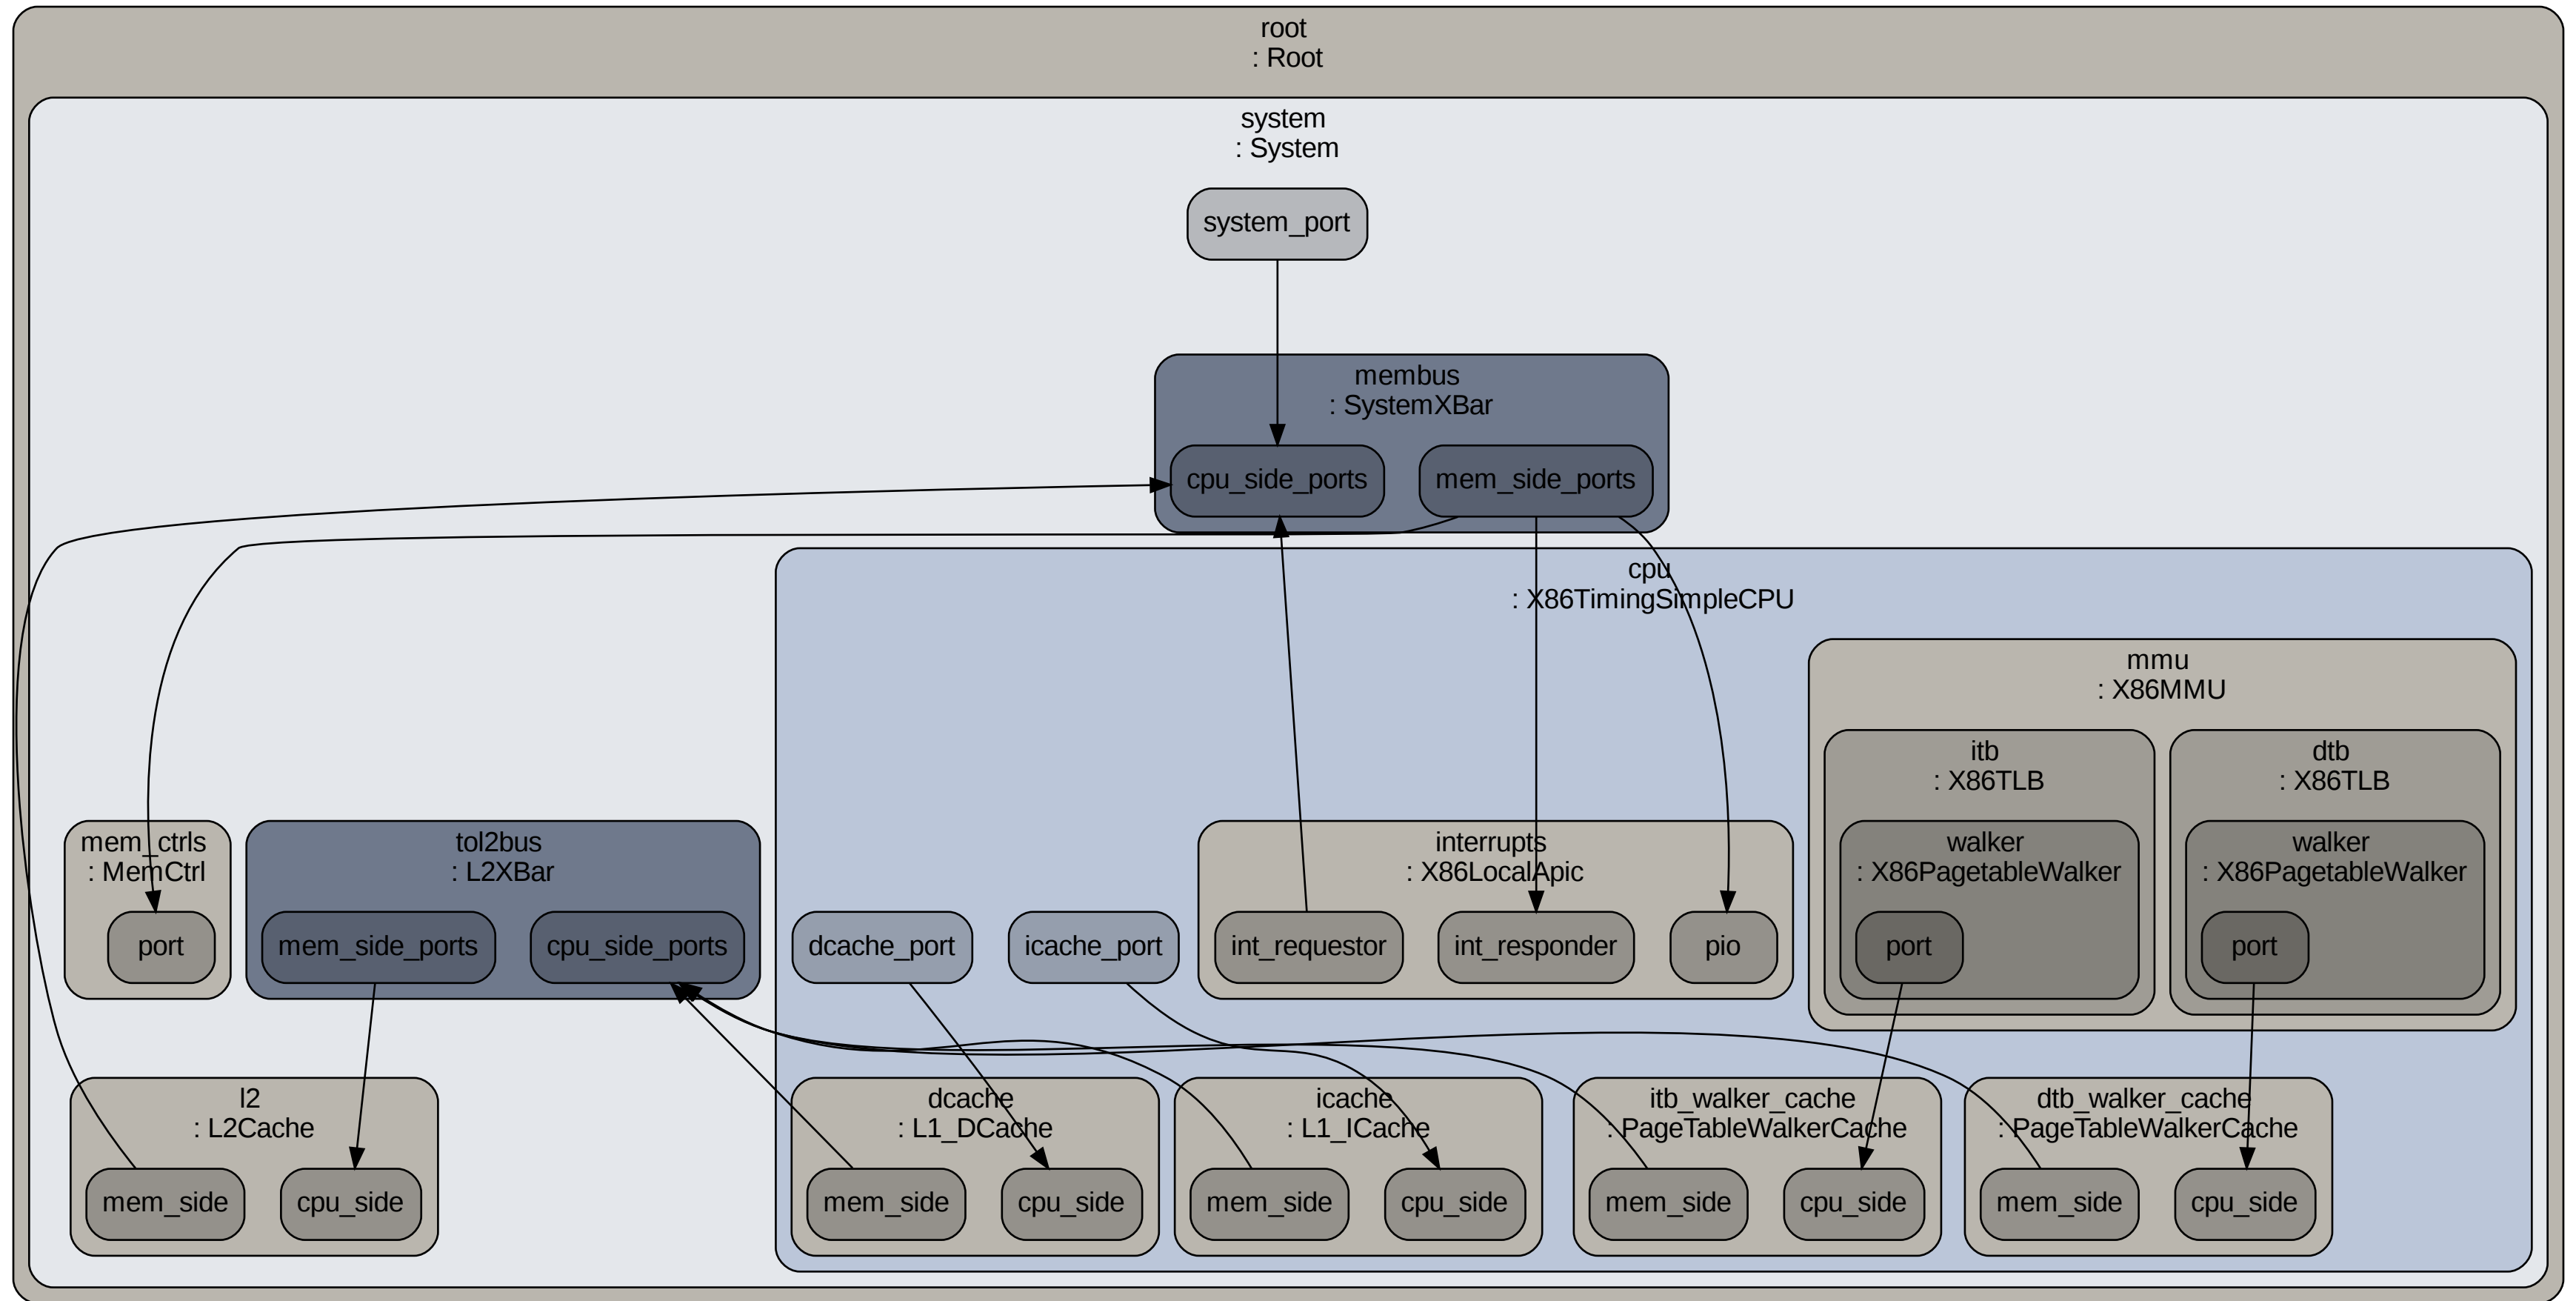 root
: Root
system
: System
system_port
membus
: SystemXBar
cpu_side_ports
mem_side_ports
cpu
: X86TimingSimpleCPU
mmu
: X86MMU
itb
: X86TLB
dtb
: X86TLB
walker
: X86PagetableWalker
port
walker
: X86PagetableWalker
port
interrupts
: X86LocalApic
int_requestor
int_responder
pio
dcache_port
icache_port
mem_ctrls
: MemCtrl
port
tol2bus
: L2XBar
mem_side_ports
cpu_side_ports
l2
: L2Cache
mem_side
cpu_side
dcache
: L1_DCache
mem_side
cpu_side
icache
: L1_ICache
mem_side
cpu_side
itb_walker_cache
: PageTableWalkerCache
mem_side
cpu_side
dtb_walker_cache
: PageTableWalkerCache
mem_side
cpu_side